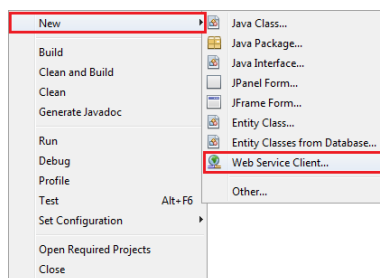 New
Build
Clean and Build
Clean
Generate Javadoc
Run
Debug
Profile
Test Alt+F6
Set Configuration
Open Required Projects
Close
Java Class...
Java Package...
Java Interface...
JPanel Form...
JFrame Form...
Entity Class...
Entity Classes from Database...
Web Service Client...
Other...